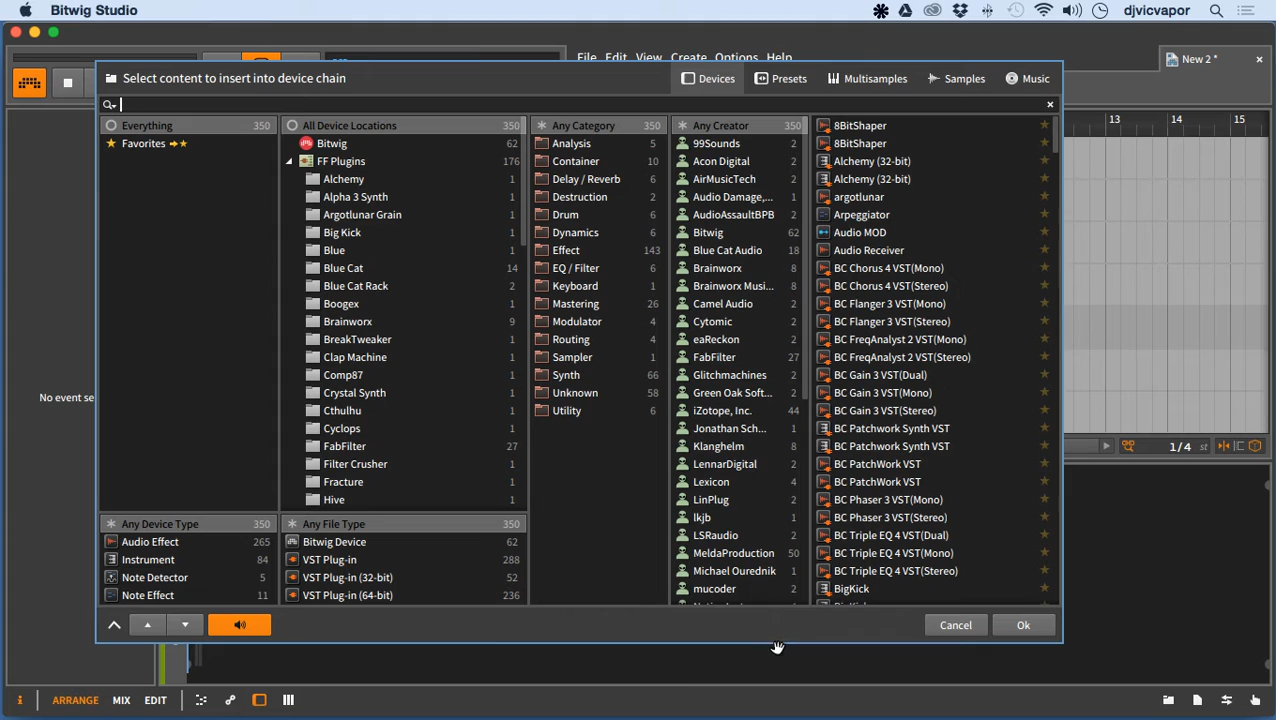 Bitwig Studio
djvicvapor
File Edit View Create Options Help
New 2 *
Select content to insert into device chain
Devices
Presets
Multisamples
Samples
Music
13 14 15
Everything 350
Favorites
Any Device Type 350
Audio Effect 265
Instrument 84
Note Detector 5
Note Effect 11
All Device Locations 350
Bitwig 62
FF Plugins 176
Alchemy 1
Alpha 3 Synth 1
Argotlunar Grain 1
Big Kick 1
Blue 1
Blue Cat 14
Blue Cat Rack 2
Boogex 1
Brainworx 9
BreakTweaker 1
Clap Machine 1
Comp87 1
Crystal Synth 1
Cthulhu 1
Cyclops 1
FabFilter 27
Filter Crusher 1
Fracture 1
Hive 1
Any File Type 350
Bitwig Device 62
VST Plug-in 288
VST Plug-in (32-bit) 52
VST Plug-in (64-bit) 236
Any Category 350
Analysis 5
Container 10
Delay / Reverb 6
Destruction 2
Drum 6
Dynamics 6
Effect 143
EQ / Filter 6
Keyboard 1
Mastering 26
Modulator 4
Routing 4
Sampler 1
Synth 66
Unknown 58
Utility 6
Any Creator 350
99Sounds 2
Acon Digital 2
AirMusicTech 2
Audio Damage,... 1
AudioAssaultBPB 2
Bitwig 62
Blue Cat Audio 18
Brainworx 8
Brainworx Musi... 2
Camel Audio 2
Cytomic 2
eaReckon 2
FabFilter 27
Glitchmachines 2
Green Oak Soft... 2
iZotope, Inc. 44
Jonathan Sch... 1
Klanghelm 8
LennarDigital 2
Lexicon 4
LinPlug 2
lkjb 1
LSRaudio 2
MeldaProduction 50
Michael Ourednik 1
mucoder 2
8BitShaper
8BitShaper
Alchemy (32-bit)
Alchemy (32-bit)
argotlunar
Arpeggiator
Audio MOD
Audio Receiver
BC Chorus 4 VST(Mono)
BC Chorus 4 VST(Stereo)
BC Flanger 3 VST(Mono)
BC Flanger 3 VST(Stereo)
BC FreqAnalyst 2 VST(Mono)
BC FreqAnalyst 2 VST(Stereo)
BC Gain 3 VST(Dual)
BC Gain 3 VST(Mono)
BC Gain 3 VST(Stereo)
BC Patchwork Synth VST
BC Patchwork Synth VST
BC PatchWork VST
BC PatchWork VST
BC Phaser 3 VST(Mono)
BC Phaser 3 VST(Stereo)
BC Triple EQ 4 VST(Dual)
BC Triple EQ 4 VST(Mono)
BC Triple EQ 4 VST(Stereo)
BigKick
Cancel
Ok
No event se
1/4 st
i ARRANGE MIX EDIT